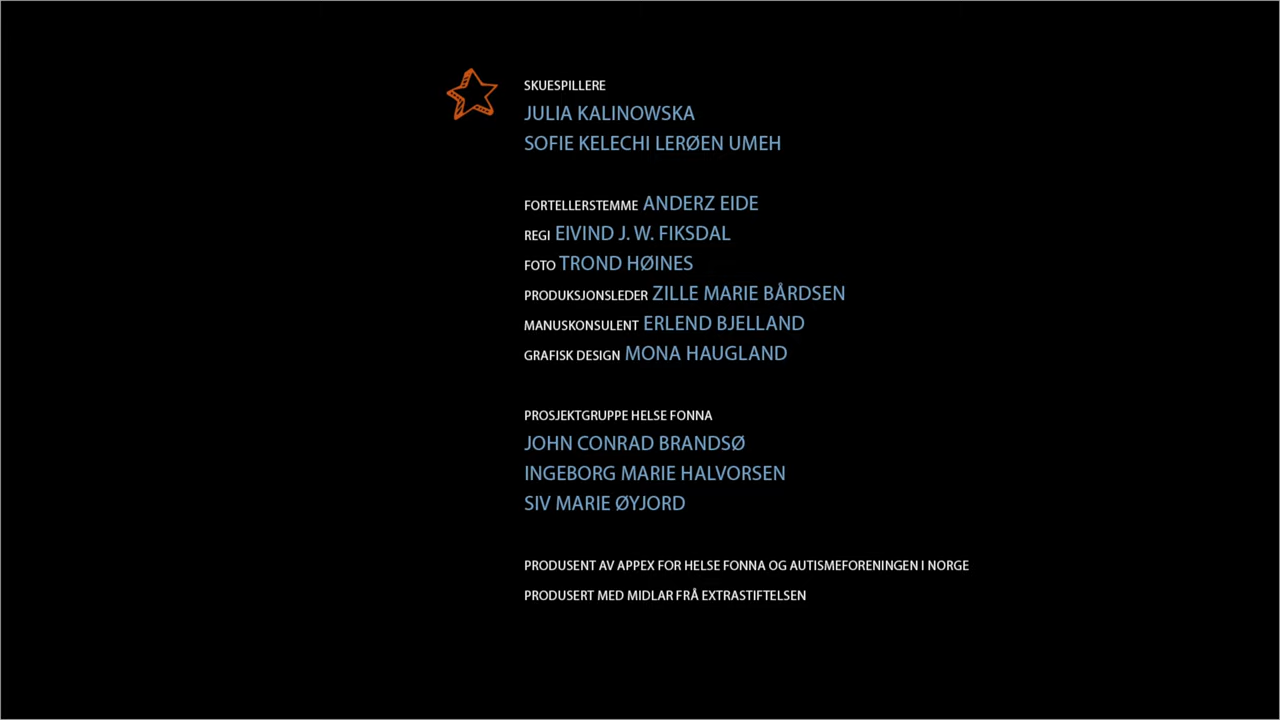 SKUESPILLERE
JULIA KALINOWSKA
SOFIE KELECHI LERØEN UMEH
FORTELLERSTEMME ANDERZ EIDE
REGI EIVIND J. W. FIKSDAL
FOTO TROND HØINES
PRODUKSJONSLEDER ZILLE MARIE BÅRDSEN
MANUSKONSULENT ERLEND BJELLAND
GRAFISK DESIGN MONA HAUGLAND
PROSJEKTGRUPPE HELSE FONNA
JOHN CONRAD BRANDSØ
INGEBORG MARIE HALVORSEN
SIV MARIE ØYJORD
PRODUSENT AV APPEX FOR HELSE FONNA OG AUTISMEFORENINGEN I NORGE
PRODUSERT MED MIDLAR FRÅ EXTRASTIFTELSEN